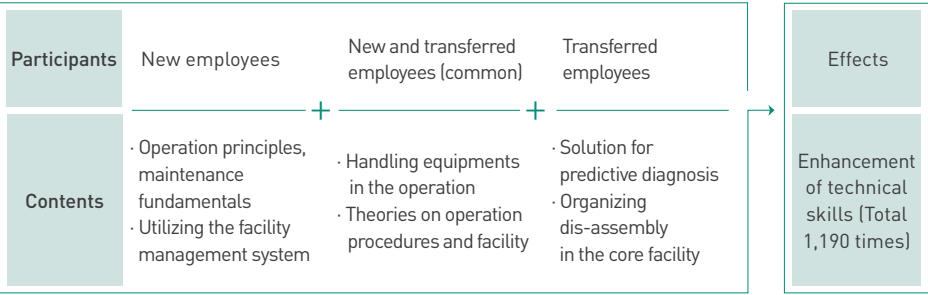 Participants
New employees
New and transferred
employees (common)
Transferred
employees
Effects
+
+
Contents
· Operation principles,
maintenance
fundamentals
· Utilizing the facility
management system
· Handling equipments
in the operation
· Theories on operation
procedures and facility
· Solution for
predictive diagnosis
· Organizing
dis-assembly
in the core facility
Enhancement
of technical
skills (Total
1,190 times)